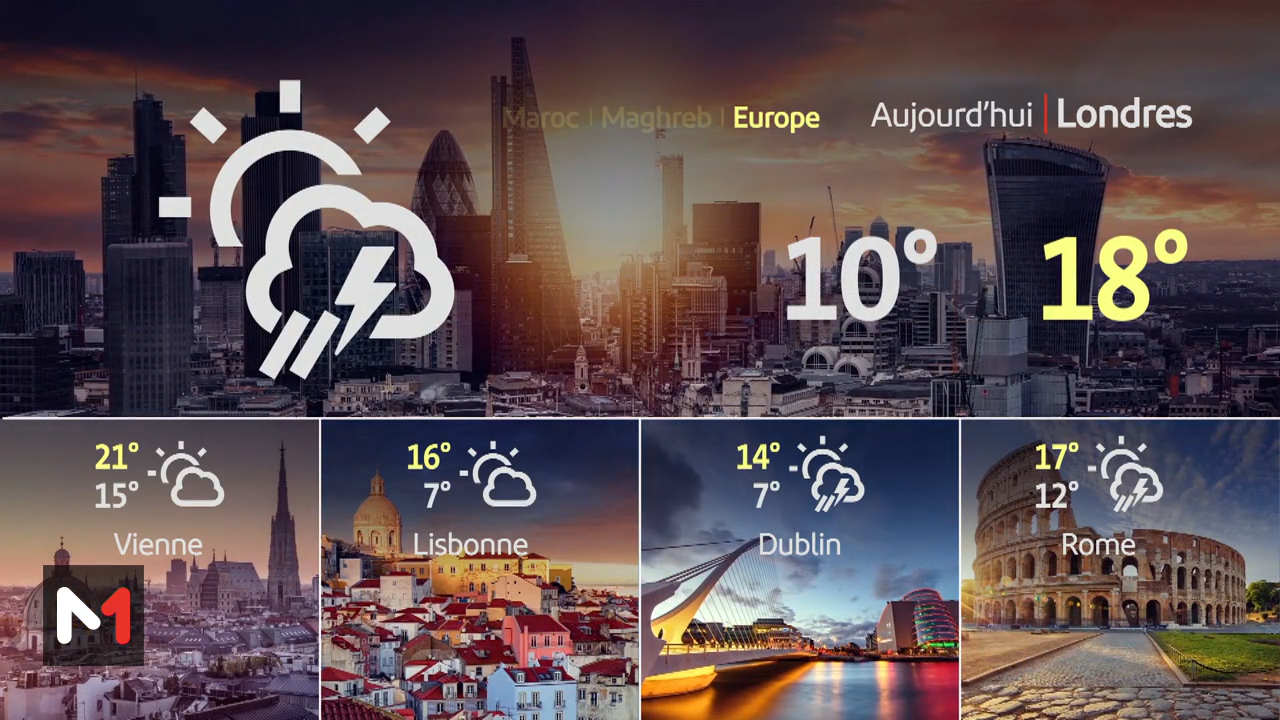 Maroc | Maghreb | Europe
Aujourd'hui | Londres
10° 18°
21°
15°
Vienne
16°
7°
Lisbonne
14°
7°
Dublin
17°
12°
Rome
M1